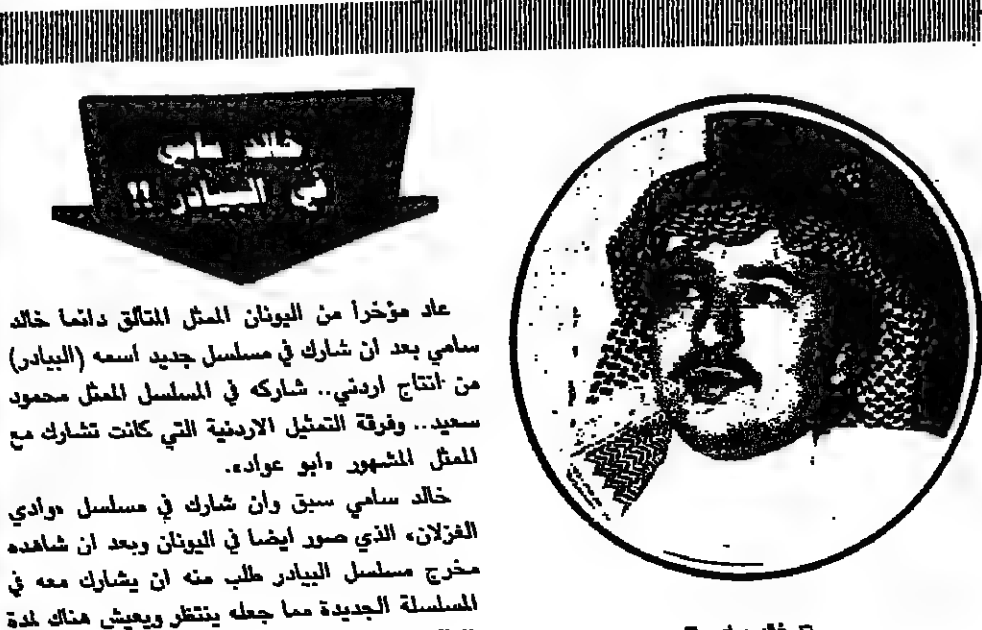 خالد سامي
في البيادر !!
عاد مؤخرا من اليونان الممثل المتألق دائما خالد
سامي بعد ان شارك في مسلسل جديد اسمه (البيادر)
من انتاج اردني.. شاركه في المسلسل الممثل محمود
سعيد.. وفرقة التمثيل الاردنية التي كانت تشارك مع
الممثل المشهور «ابو عواد».
خالد سامي سبق وان شارك في مسلسل «وادي
الغزلان» الذي صور ايضا في اليونان وبعد ان شاهده
مخرج مسلسل البيادر طلب منه ان يشارك معه في
المسلسلة الجديدة مما جعله ينتظر ويعيش هناك لمدة